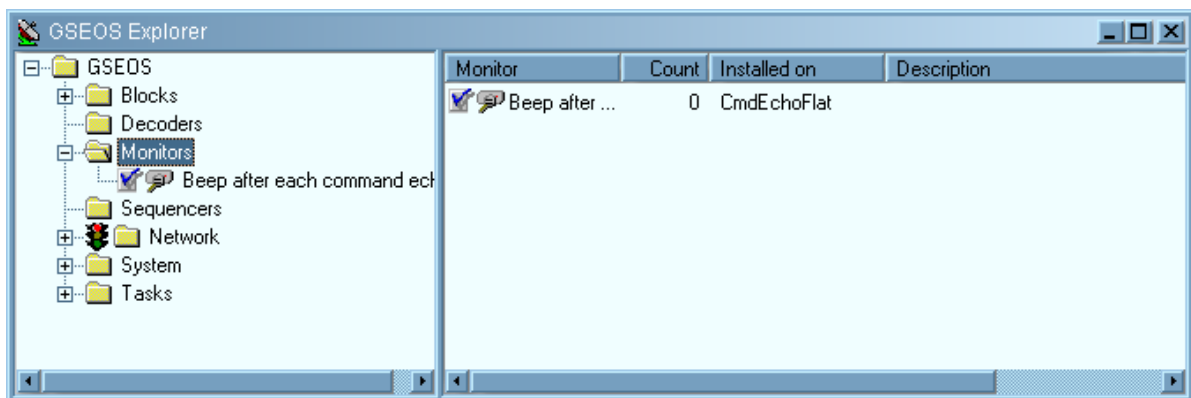 GSEOS Explorer
GSEOS
Blocks
Decoders
Monitors
Beep after each command ech
Sequencers
Network
System
Tasks
Monitor Count Installed on Description
Beep after ... 0 CmdEchoFlat